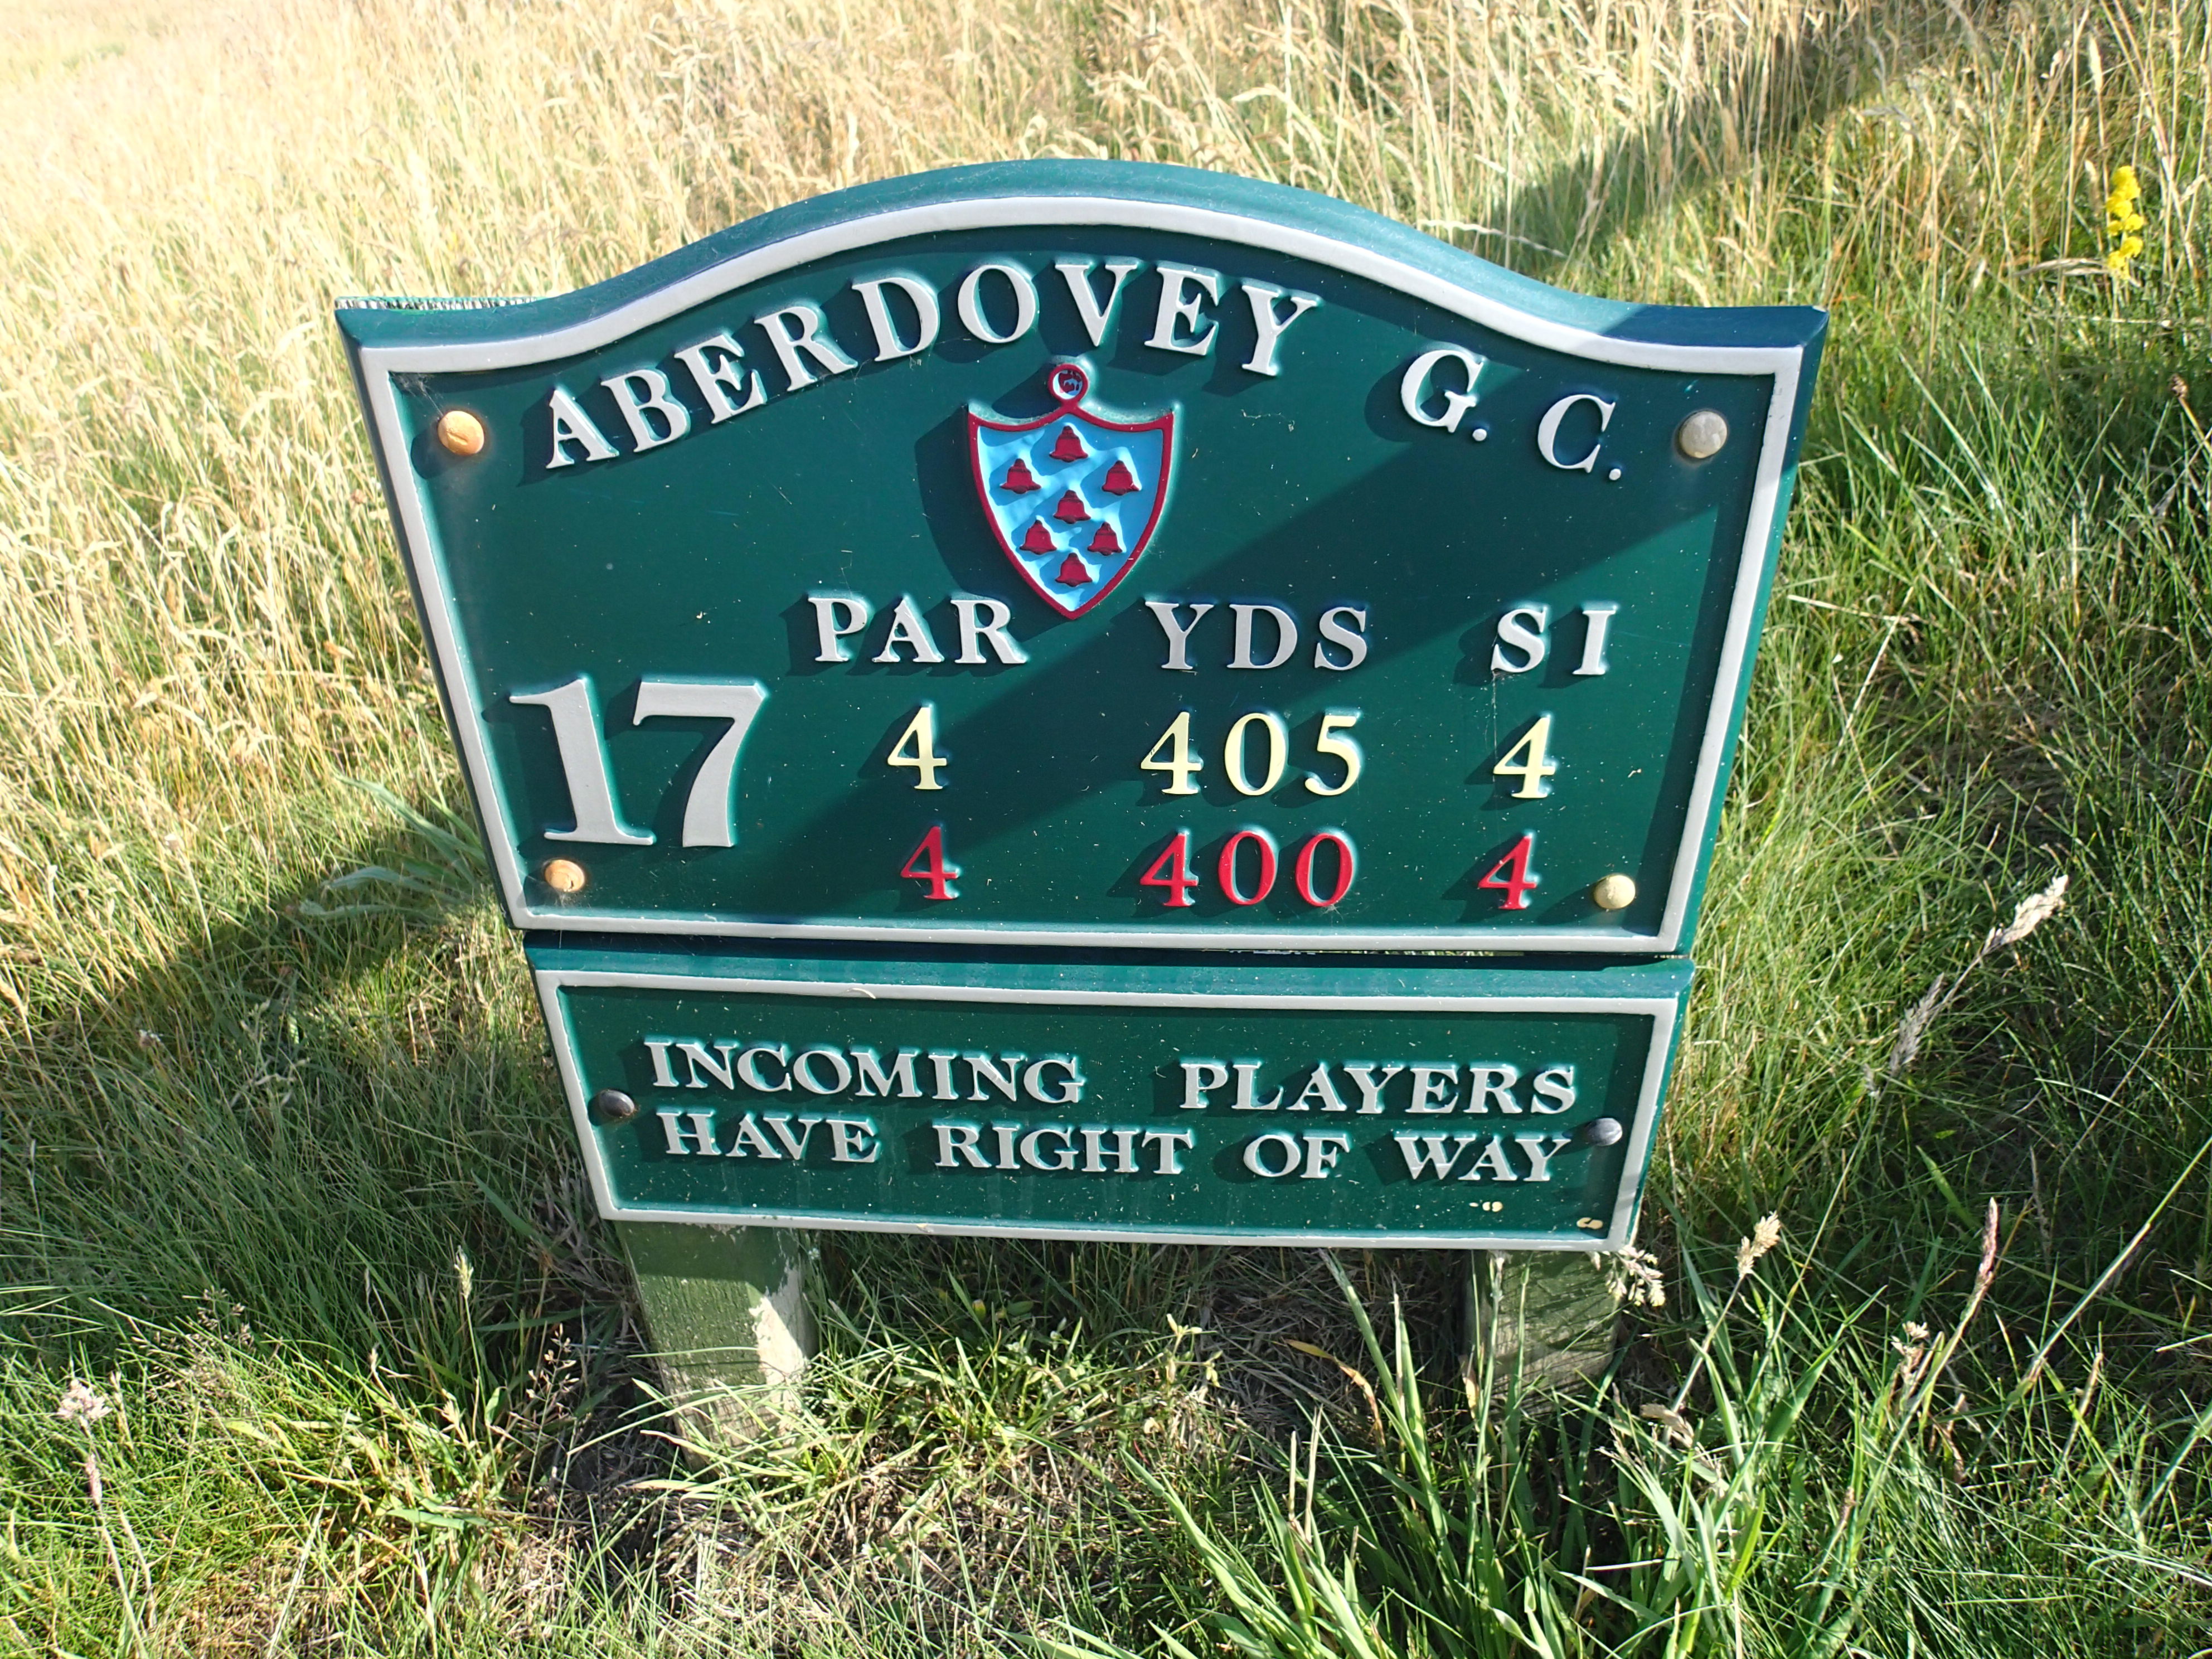 ABERDOVEY G. C.
PAR YDS SI
17 4 405 4
4 400 4
INCOMING PLAYERS
HAVE RIGHT OF WAY